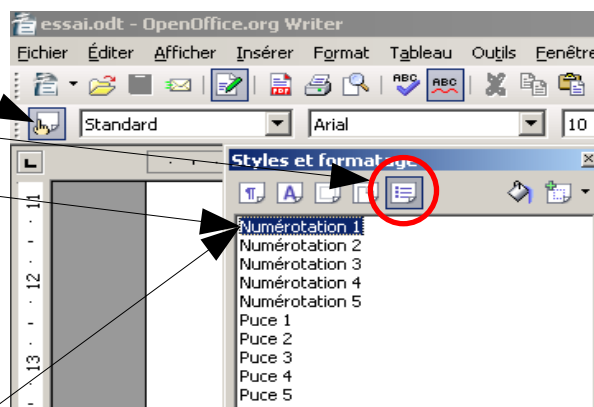 essai.odt - OpenOffice.org Writer
Fichier Éditer Afficher Insérer Format Tableau Outils Fenêtre
ABC ABC
Standard Arial 10
Styles et formatage
Numérotation 1
Numérotation 2
Numérotation 3
Numérotation 4
Numérotation 5
Puce 1
Puce 2
Puce 3
Puce 4
Puce 5
11
12
13